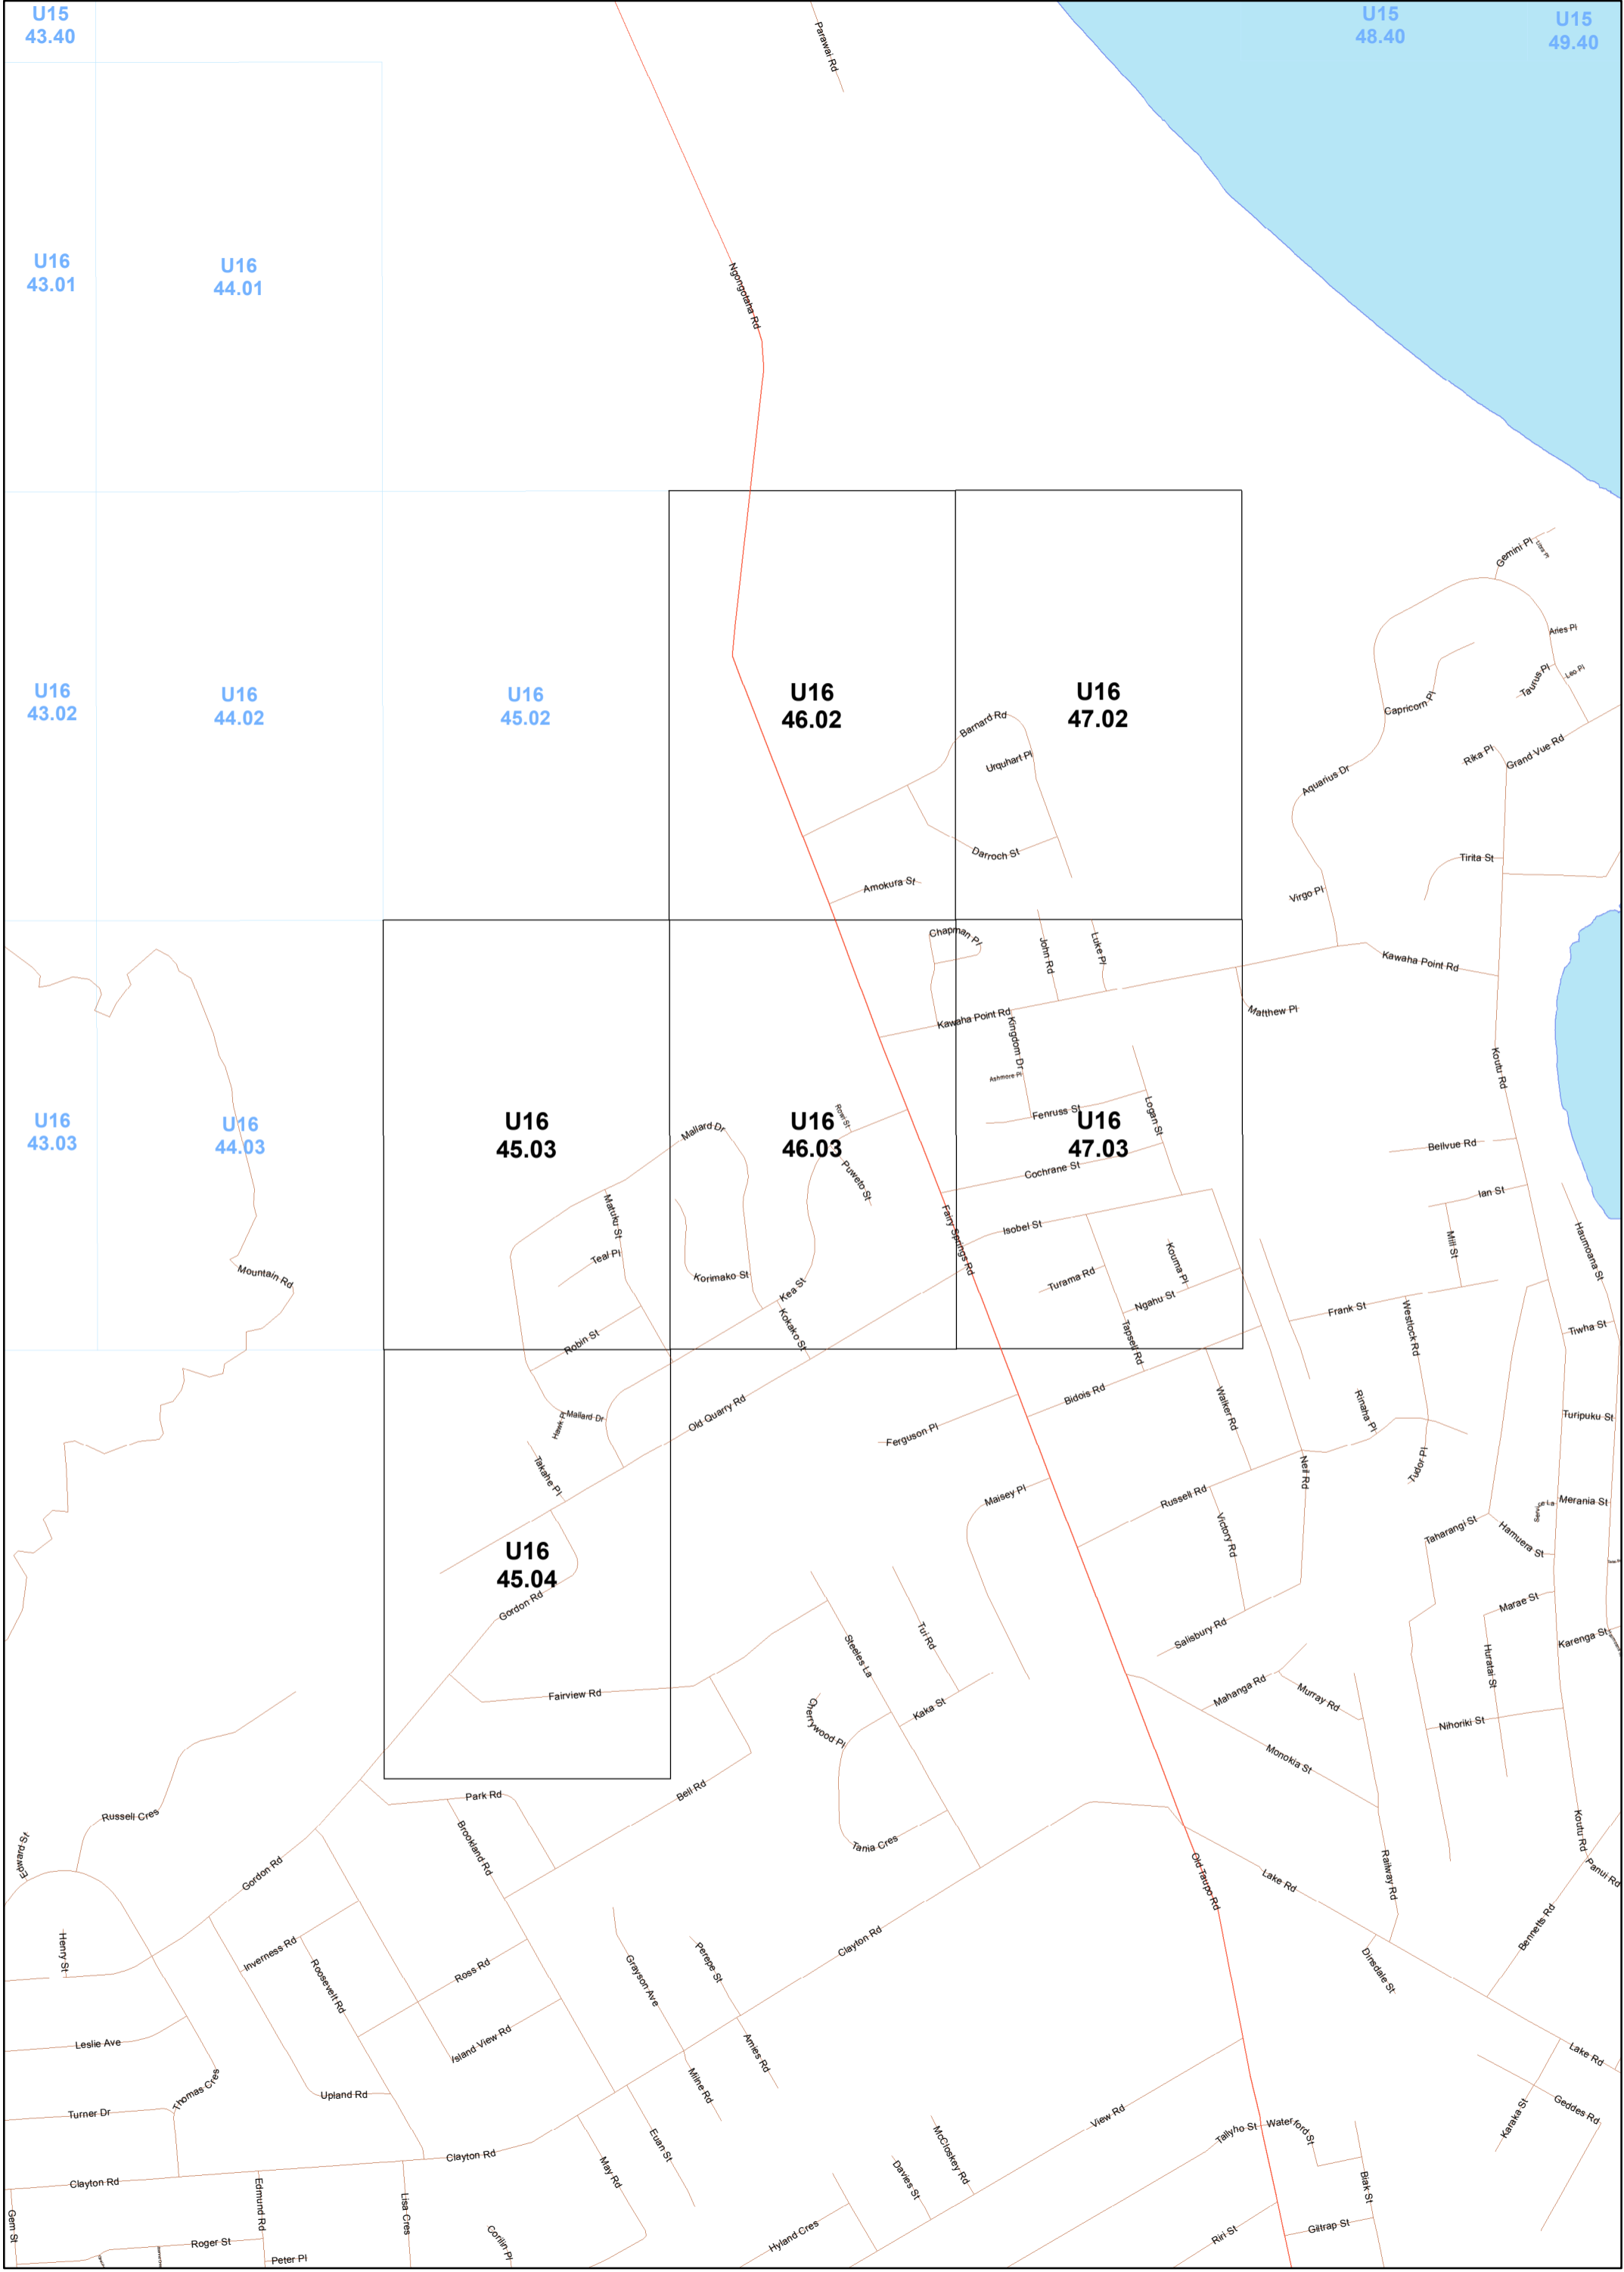 U15
43.40
Parawai Rd
U15
48.40
U15
49.40
U16
43.01
U16
44.01
Ngongotaha Rd
Gemini Pl
Aries Pl
Leo Pl
Taurus Pl
Capricorn Pl
U16
43.02
U16
44.02
U16
45.02
U16
46.02
U16
47.02
Barnard Rd
Urquhart Pl
Rika Pl
Grand Vue Rd
Aquarius Dr
Darroch St
Tirita St
Amokura St
Virgo Pl
Chapman Pl
John Rd
Luke Pl
Kawaha Point Rd
Matthew Pl
Kawaha Point Rd
Kingdom Dr
Ashmore Pl
Koutu Rd
U16
43.03
U16
44.03
U16
45.03
U16
46.03
U16
47.03
Rowi St
Fenruss St
Logan St
Mallard Dr
Bellvue Rd
Puweto St
Cochrane St
Ian St
Matuku St
Fairy Springs Rd
Isobel St
Mill St
Haumoana St
Teal Pl
Kouma Pl
Mountain Rd
Korimako St
Turama Rd
Kea St
Ngahu St
Frank St
Kokako St
Tapsell Rd
Westlock Rd
Tiwha St
Robin St
Bidois Rd
Walker Rd
Rinaha Pl
Turipuku St
Hawk Pl
Mallard Dr
Old Quarry Rd
Ferguson Pl
Takahe Pl
Neil Rd
Tudor Pl
Maisey Pl
Russell Rd
Service La
Merania St
Victory Rd
Taharangi St
Hamuera St
U16
45.04
Gordon Rd
Marae St
Tui Rd
Steeles La
Salisbury Rd
Karenga St
Huratai St
Fairview Rd
Mahanga Rd
Murray Rd
Kaka St
Cherrywood Pl
Nihoriki St
Monokia St
Bell Rd
Park Rd
Russell Cres
Edward St
Brookland Rd
Tania Cres
Koutu Rd
Gordon Rd
Old Taupo Rd
Lake Rd
Railway Rd
Panui Rd
Henry St
Inverness Rd
Clayton Rd
Bennetts Rd
Perepe St
Ross Rd
Grayson Ave
Dinsdale St
Roosevelt Rd
Leslie Ave
Island View Rd
Amies Rd
Lake Rd
Thomas Cres
Upland Rd
Milne Rd
Turner Dr
View Rd
Geddes Rd
Karaka St
Tallyho St
Waterford St
McCloskey Rd
Euan St
Clayton Rd
May Rd
Davies St
Biak St
Clayton Rd
Edmund Rd
Lisa Cres
Gem St
Corlin Pl
Hyland Cres
Riri St
Giltrap St
Roger St
Peter Pl